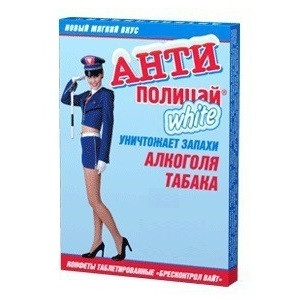 НОВЫЙ МЯГКИЙ ВКУС
АНТИ
ПОЛИЦАЙ®
white
УНИЧТОЖАЕТ ЗАПАХИ
АЛКОГОЛЯ
ТАБАКА
КОНФЕТЫ ТАБЛЕТИРОВАННЫЕ «БРЕСКОНТРОЛ ВАЙТ»